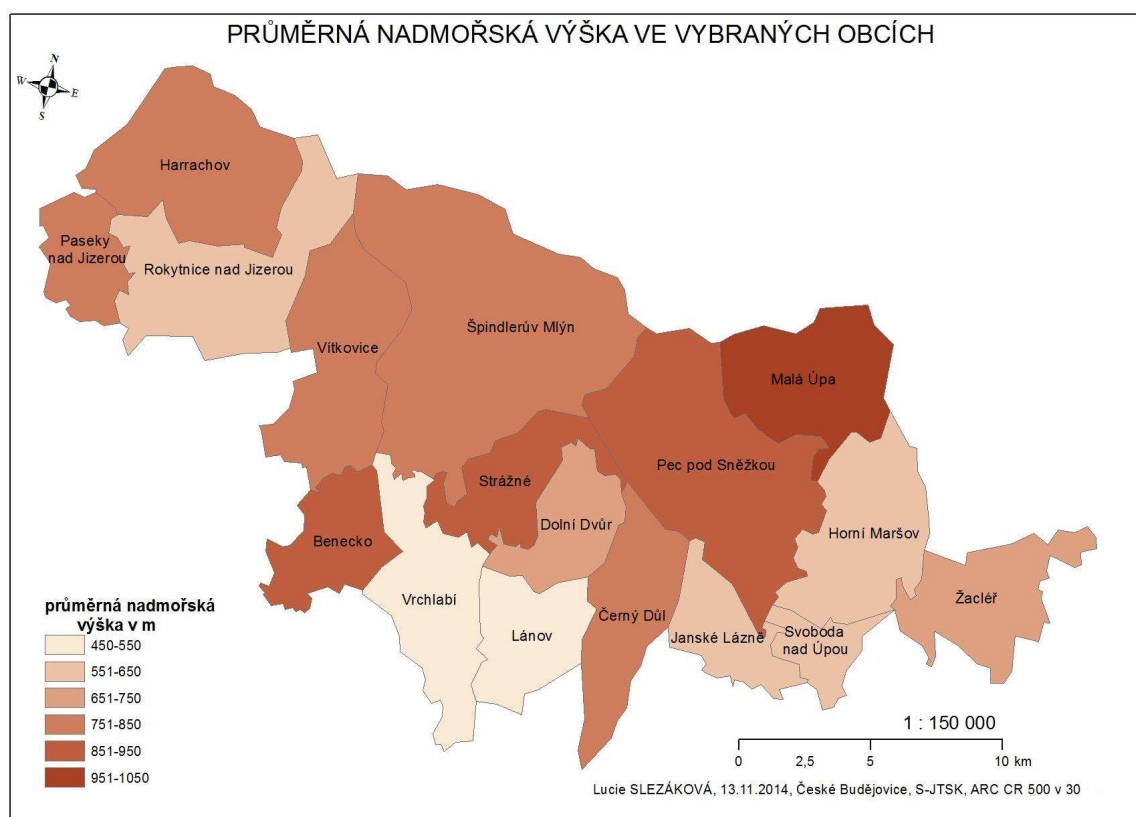 PRŮMĚRNÁ NADMOŘSKÁ VÝŠKA VE VYBRANÝCH OBCÍCH
N
W
E
S
Harrachov
Paseky
nad Jizerou
Rokytnice nad Jizerou
Špindlerův Mlýn
Vítkovice
Malá Úpa
Pec pod Sněžkou
Strážné
Dolní Dvůr
Horní Maršov
Benecko
Vrchlabí
Žacléř
Lánov
Černý Důl
Janské Lázně
Svoboda
nad Úpou
průměrná nadmořská
výška v m
450-550
551-650
651-750
751-850
851-950
951-1050
1 : 150 000
0 2,5 5 10 km
Lucie SLEZÁKOVÁ, 13.11.2014, České Budějovice, S-JTSK, ARC CR 500 v 30